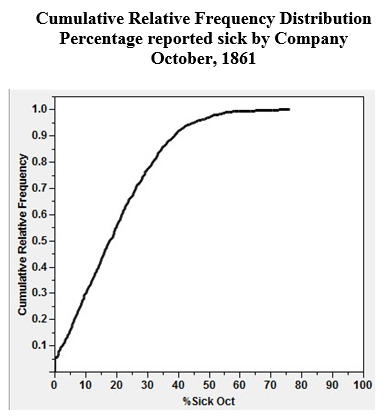 Cumulative Relative Frequency Distribution
Percentage reported sick by Company
October, 1861
Cumulative Relative Frequency
1.0
0.9
0.8
0.7
0.6
0.5
0.4
0.3
0.2
0.1
0 10 20 30 40 50 60 70 80 90 100
%Sick Oct